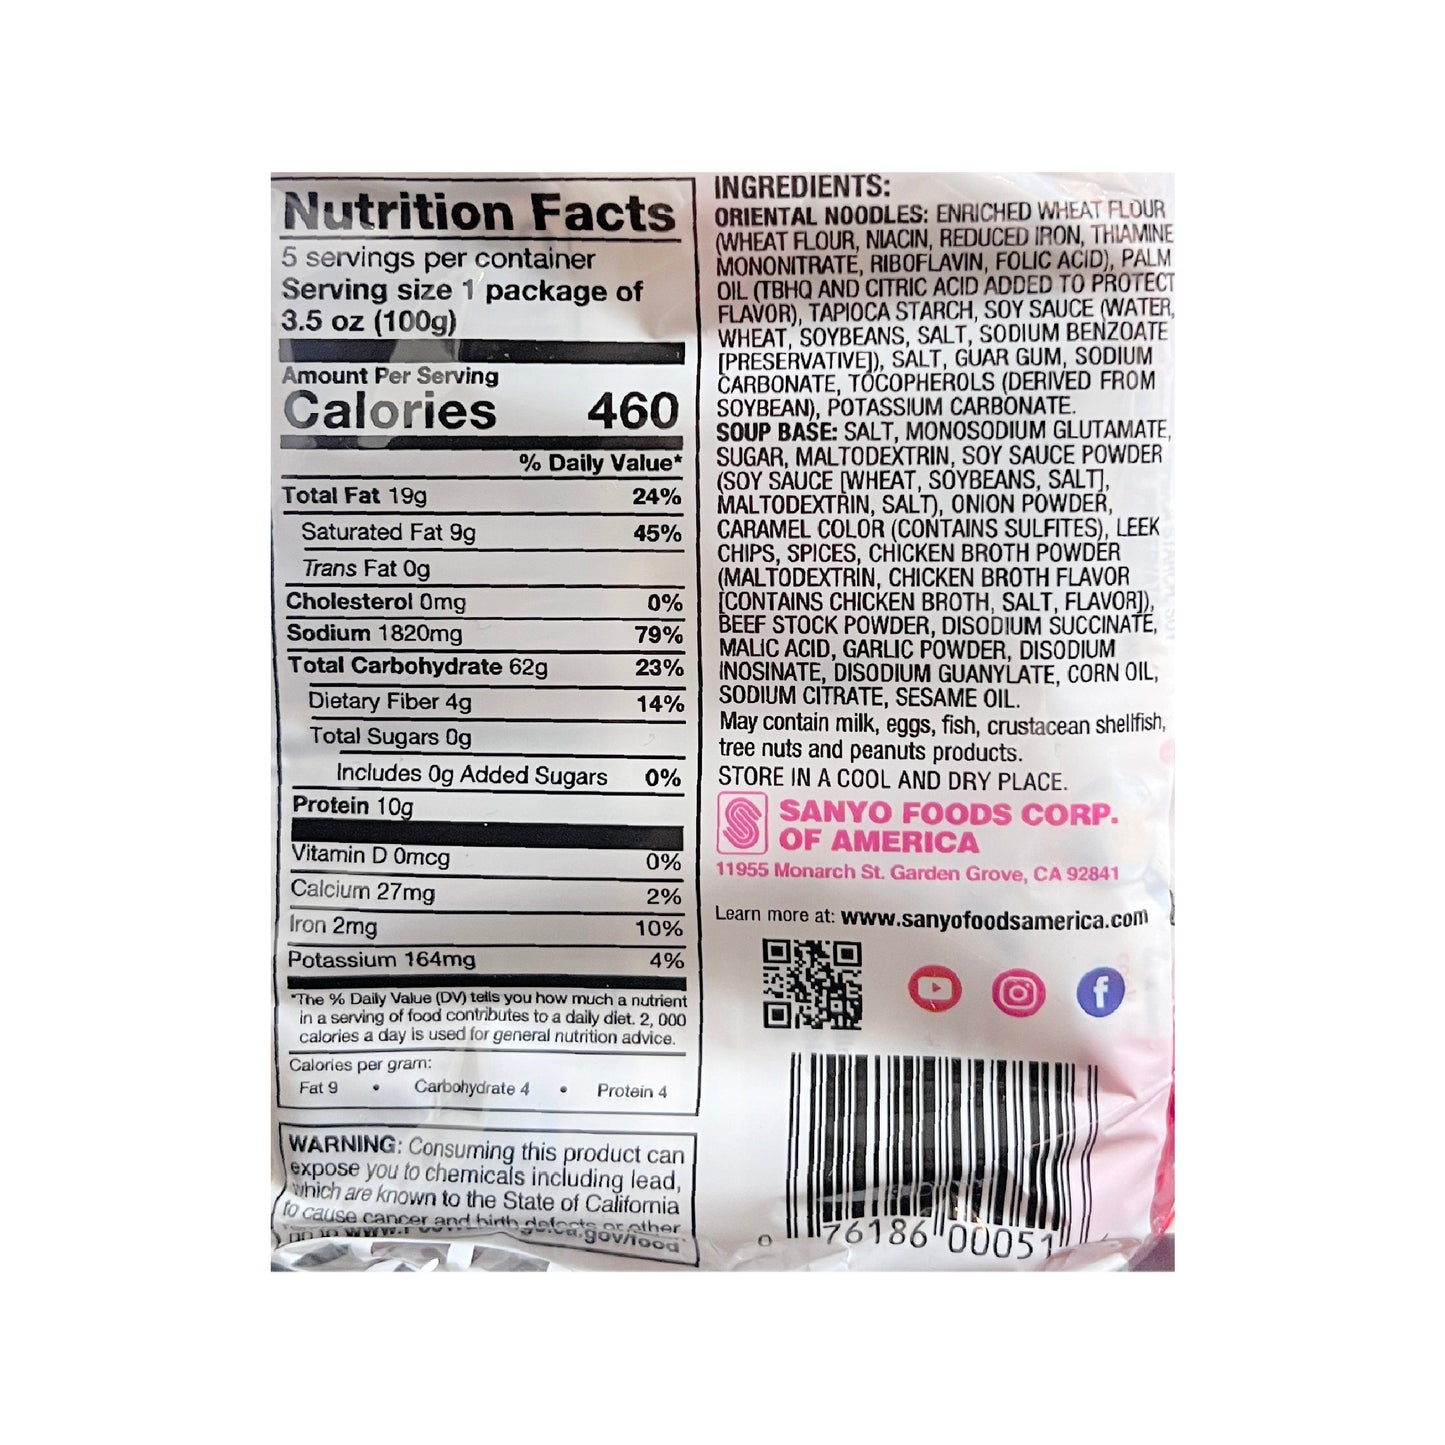 Nutrition Facts
5 servings per container
Serving size 1 package of
3.5 oz (100g)
Amount Per Serving
Calories 460
% Daily Value*
Total Fat 19g 24%
Saturated Fat 9g 45%
Trans Fat 0g
Cholesterol 0mg 0%
Sodium 1820mg 79%
Total Carbohydrate 62g 23%
Dietary Fiber 4g 14%
Total Sugars 0g
Includes 0g Added Sugars 0%
Protein 10g
Vitamin D 0mcg 0%
Calcium 27mg 2%
Iron 2mg 10%
Potassium 164mg 4%
*The % Daily Value (DV) tells you how much a nutrient
in a serving of food contributes to a daily diet. 2, 000
calories a day is used for general nutrition advice.
Calories per gram:
Fat 9 • Carbohydrate 4 • Protein 4
WARNING: Consuming this product can
expose you to chemicals including lead,
which are known to the State of California
to cause cancer and birth defects or other
INGREDIENTS:
ORIENTAL NOODLES: ENRICHED WHEAT FLOUR
(WHEAT FLOUR, NIACIN, REDUCED IRON, THIAMINE
MONONITRATE, RIBOFLAVIN, FOLIC ACID), PALM
OIL (TBHQ AND CITRIC ACID ADDED TO PROTECT
FLAVOR), TAPIOCA STARCH, SOY SAUCE (WATER,
WHEAT, SOYBEANS, SALT, SODIUM BENZOATE
[PRESERVATIVE]), SALT, GUAR GUM, SODIUM
CARBONATE, TOCOPHEROLS (DERIVED FROM
SOYBEAN), POTASSIUM CARBONATE.
SOUP BASE: SALT, MONOSODIUM GLUTAMATE,
SUGAR, MALTODEXTRIN, SOY SAUCE POWDER
(SOY SAUCE [WHEAT, SOYBEANS, SALT],
MALTODEXTRIN, SALT), ONION POWDER,
CARAMEL COLOR (CONTAINS SULFITES), LEEK
CHIPS, SPICES, CHICKEN BROTH POWDER
(MALTODEXTRIN, CHICKEN BROTH FLAVOR
[CONTAINS CHICKEN BROTH, SALT, FLAVOR]),
BEEF STOCK POWDER, DISODIUM SUCCINATE,
MALIC ACID, GARLIC POWDER, DISODIUM
INOSINATE, DISODIUM GUANYLATE, CORN OIL,
SODIUM CITRATE, SESAME OIL.
May contain milk, eggs, fish, crustacean shellfish,
tree nuts and peanuts products.
STORE IN A COOL AND DRY PLACE.
SANYO FOODS CORP.
OF AMERICA
11955 Monarch St. Garden Grove, CA 92841
Learn more at: www.sanyofoodsamerica.com
0 76186 00051